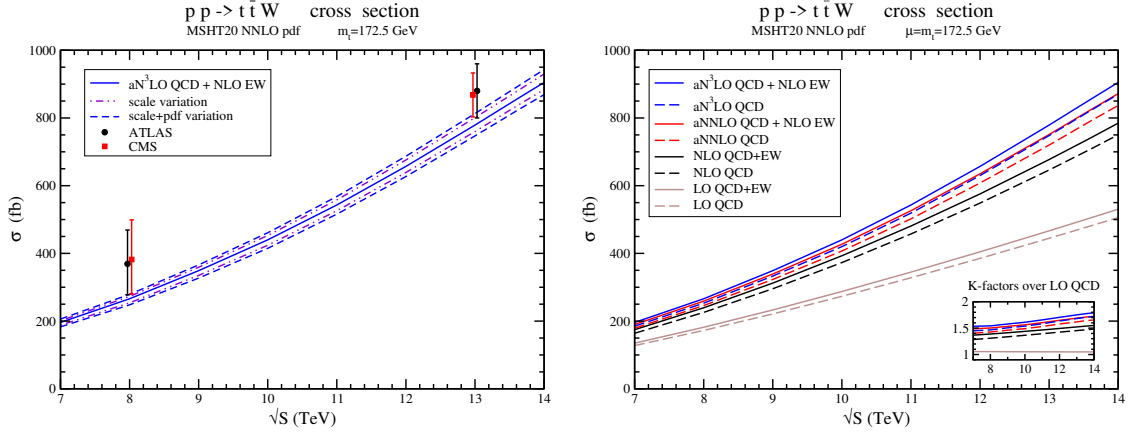 p p -> t t̄ W cross section
MSHT20 NNLO pdf mt=172.5 GeV
aN³LO QCD + NLO EW
scale variation
scale+pdf variation
ATLAS
CMS
σ (fb)
1000
800
600
400
200
0
7 8 9 10 11 12 13 14
√S (TeV)
p p -> t t̄ W cross section
MSHT20 NNLO pdf μ=mt=172.5 GeV
aN³LO QCD + NLO EW
aN³LO QCD
aNNLO QCD + NLO EW
aNNLO QCD
NLO QCD+EW
NLO QCD
LO QCD+EW
LO QCD
σ (fb)
1000
800
600
400
200
0
7 8 9 10 11 12 13 14
√S (TeV)
K-factors over LO QCD
2
1.5
1
8 10 12 14